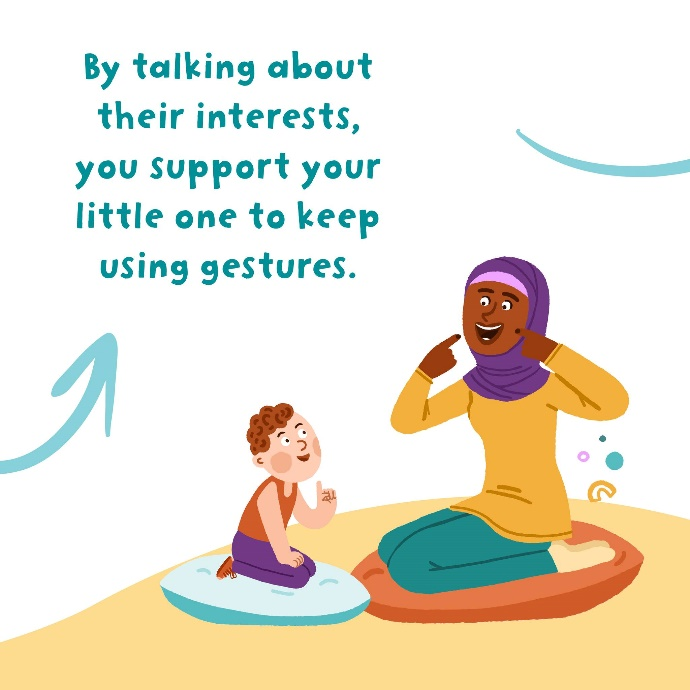 By talking about
their interests,
you support your
little one to keep
using gestures.